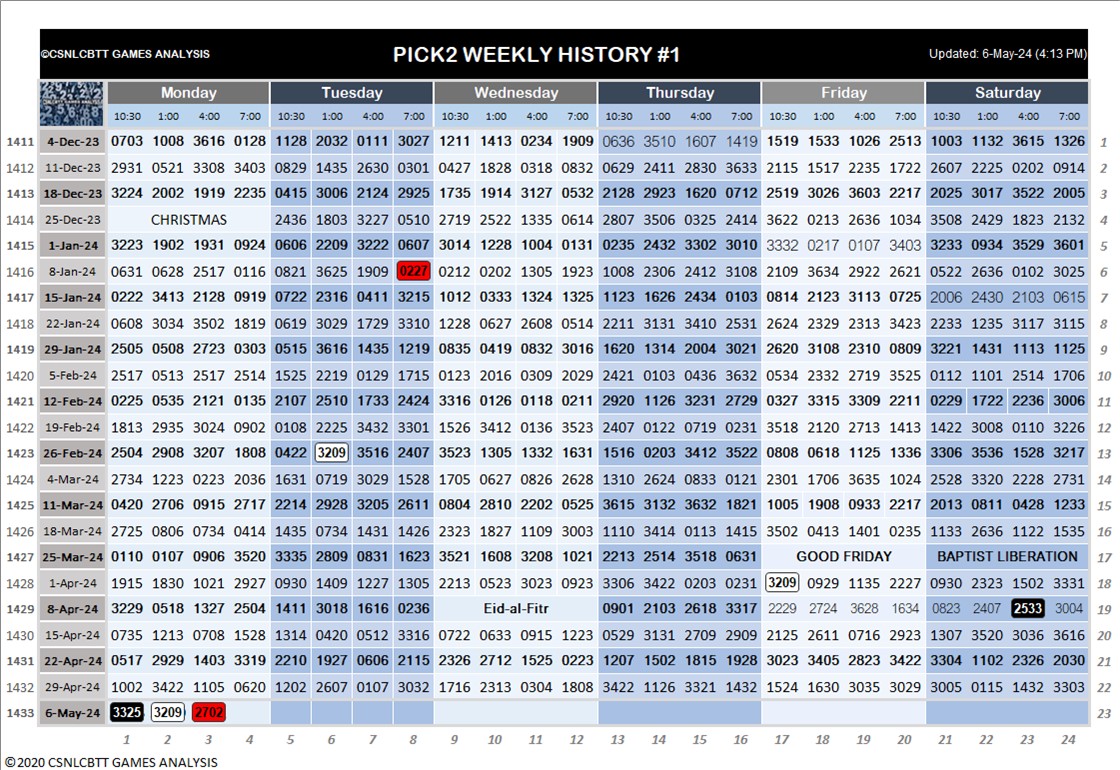 ©CSNLCBTT GAMES ANALYSIS PICK2 WEEKLY HISTORY #1 Updated: 6-May-24 (4:13 PM)
Monday Tuesday Wednesday Thursday Friday Saturday
10:30 1:00 4:00 7:00 10:30 1:00 4:00 7:00 10:30 1:00 4:00 7:00 10:30 1:00 4:00 7:00 10:30 1:00 4:00 7:00 10:30 1:00 4:00 7:00
1411 4-Dec-23 0703 1008 3616 0128 1128 2032 0111 3027 1211 1413 0234 1909 0636 3510 1607 1419 1519 1533 1026 2513 1003 1132 3615 1326 1
1412 11-Dec-23 2931 0521 3308 3403 0829 1435 2630 0301 0427 1828 0318 0832 0629 2411 2830 3633 2115 1517 2235 1722 2607 2225 0202 0914 2
1413 18-Dec-23 3224 2002 1919 2235 0415 3006 2124 2925 1735 1914 3127 0532 2128 2923 1620 0712 2519 3026 3603 2217 2025 3017 3522 2005 3
1414 25-Dec-23 CHRISTMAS 2436 1803 3227 0510 2719 2522 1335 0614 2807 3506 0325 2414 3622 0213 2636 1034 3508 2429 1823 2132 4
1415 1-Jan-24 3223 1902 1931 0924 0606 2209 3222 0607 3014 1228 1004 0131 0235 2432 3302 3010 3332 0217 0107 3403 3233 0934 3529 3601 5
1416 8-Jan-24 0631 0628 2517 0116 0821 3625 1909 0227 0212 0202 1305 1923 1008 2306 2412 3108 2109 3634 2922 2621 0522 2636 0102 3025 6
1417 15-Jan-24 0222 3413 2128 0919 0722 2316 0411 3215 1012 0333 1324 1325 1123 1626 2434 0103 0814 2123 3113 0725 2006 2430 2103 0615 7
1418 22-Jan-24 0608 3034 3502 1819 0619 3029 1729 3310 1228 0627 2608 0514 2211 3131 3410 2531 2624 2329 2313 3423 2233 1235 3117 3115 8
1419 29-Jan-24 2505 0508 2723 0303 0515 3616 1435 1219 0835 0419 0832 3016 1620 1314 2004 3021 2620 3108 2310 0809 3221 1431 1113 1125 9
1420 5-Feb-24 2517 0513 2517 2514 1525 2219 0129 1715 0123 2016 0309 2029 2421 0103 0436 3632 0534 2332 2719 3525 0112 1101 2514 1706 10
1421 12-Feb-24 0225 0535 2121 0135 2107 2510 1733 2424 3316 0126 0118 0211 2920 1126 3231 2729 0327 3315 3309 2211 0229 1722 2236 3006 11
1422 19-Feb-24 1813 2935 3024 0902 0108 2225 3432 3301 1526 3412 0136 3523 2407 0122 0719 0231 3518 2120 2713 1413 1422 3008 0110 3226 12
1423 26-Feb-24 2504 2908 3207 1808 0422 3209 3516 2407 3523 1305 1332 1631 1516 0203 3412 3522 0808 0618 1125 1336 3306 3536 1528 3217 13
1424 4-Mar-24 2734 1223 0223 2036 1631 0719 3029 1528 1705 0627 0826 2628 1310 2624 0833 0121 2301 1706 3635 1024 2528 3320 2228 2731 14
1425 11-Mar-24 0420 2706 0915 2717 2214 2928 3205 2611 0804 2810 2202 0525 3615 3132 3632 1821 1005 1908 0933 2217 2013 0811 0428 1233 15
1426 18-Mar-24 2725 0806 0734 0414 1435 0734 1431 1426 2323 1827 1109 3003 1110 3414 0113 1415 3502 0413 1401 0235 1133 2636 1122 1535 16
1427 25-Mar-24 0110 0107 0906 3520 3335 2809 0831 1623 3521 1608 3208 1021 2213 2514 3518 0631 GOOD FRIDAY BAPTIST LIBERATION 17
1428 1-Apr-24 1915 1830 1021 2927 0930 1409 1227 1305 2213 0523 3023 0923 3306 3422 0203 0231 3209 0929 1135 2227 0930 2323 1502 3331 18
1429 8-Apr-24 3229 0518 1327 2504 1411 3018 1616 0236 Eid-al-Fitr 0901 2103 2618 3317 2229 2724 3628 1634 0823 2407 2533 3004 19
1430 15-Apr-24 0735 1213 0708 1528 1314 0420 0512 3316 0722 0633 0915 1223 0529 3131 2709 2909 2125 2611 0716 2923 1307 3520 3036 3616 20
1431 22-Apr-24 0517 2929 1403 3319 2210 1927 0606 2115 2326 2712 1525 0223 1207 1502 1815 1928 3023 3405 2823 3422 3304 1102 2326 2030 21
1432 29-Apr-24 1002 3422 1105 0620 1202 2607 0107 3032 1716 2313 0304 1808 3422 1126 3321 1432 1524 1630 3035 3029 3005 0115 1432 3303 22
1433 6-May-24 3325 3209 2702 23
1 2 3 4 5 6 7 8 9 10 11 12 13 14 15 16 17 18 19 20 21 22 23 24
©2020 CSNLCBTT GAMES ANALYSIS